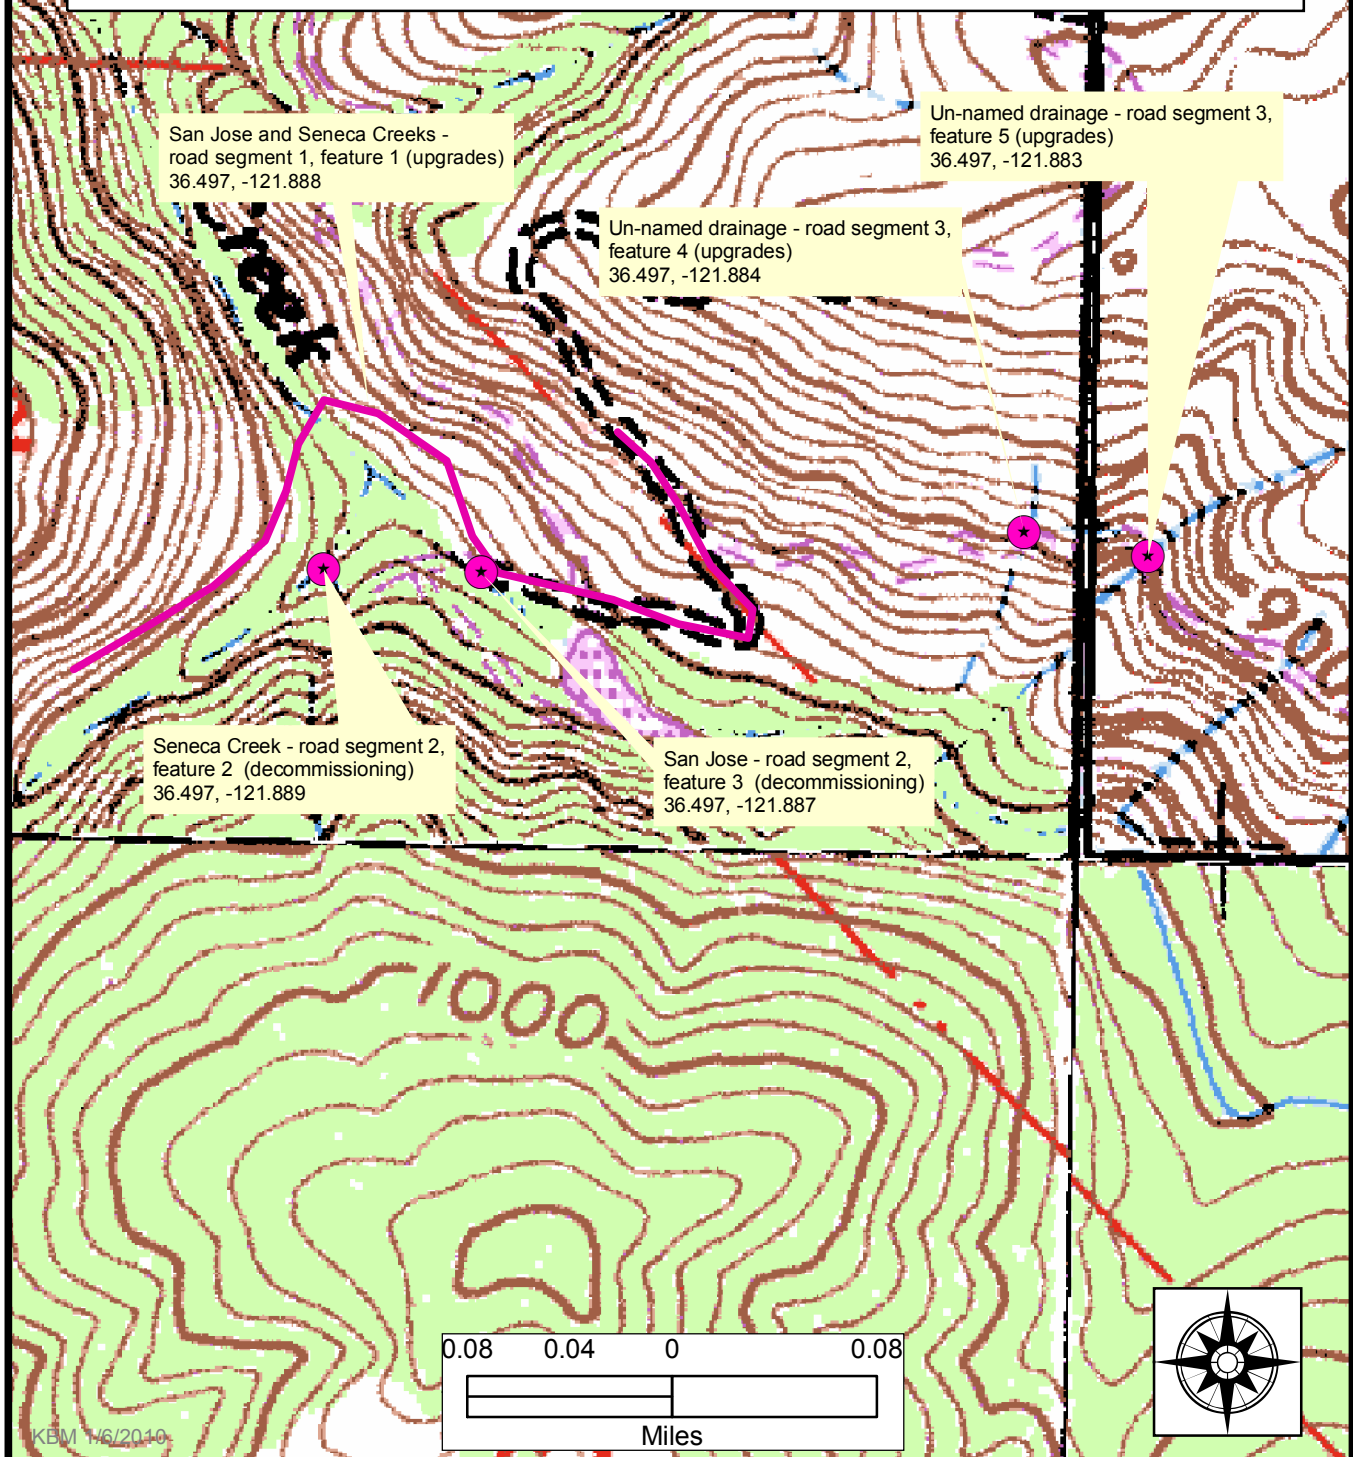 Un-named drainage - road segment 3,
feature 5 (upgrades)
36.497, -121.883
San Jose and Seneca Creeks -
road segment 1, feature 1 (upgrades)
36.497, -121.888
Un-named drainage - road segment 3,
feature 4 (upgrades)
36.497, -121.884
reek
Seneca Creek - road segment 2,
feature 2 (decommissioning)
36.497, -121.889
San Jose - road segment 2,
feature 3 (decommissioning)
36.497, -121.887
1000
0.08 0.04 0 0.08
Miles
KBM 1/6/2010